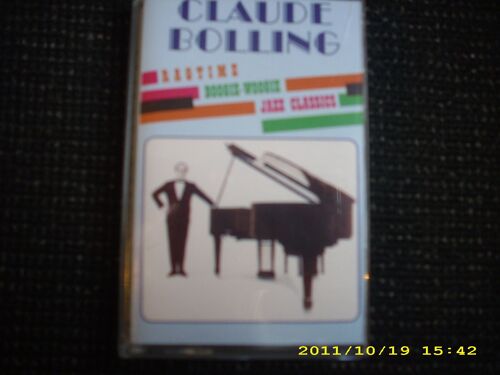 CLAUDE
BOLLING
RAGTIME
BOOGIE-WOOGIE
JAZZ CLASSICS
2011/10/19 15:42